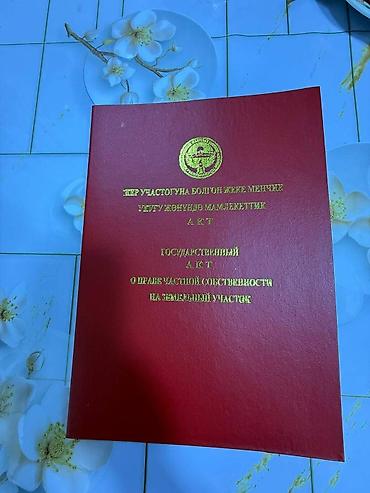 ЖЕР УЧАСТОГУНА БОЛГОН ЖЕКЕ МЕНЧИК
УКУГУ ЖӨНҮНДӨ МАМЛЕКЕТТИК
А К Т
ГОСУДАРСТВЕННЫЙ
А К Т
О ПРАВЕ ЧАСТНОЙ СОБСТВЕННОСТИ
НА ЗЕМЕЛЬНЫЙ УЧАСТОК